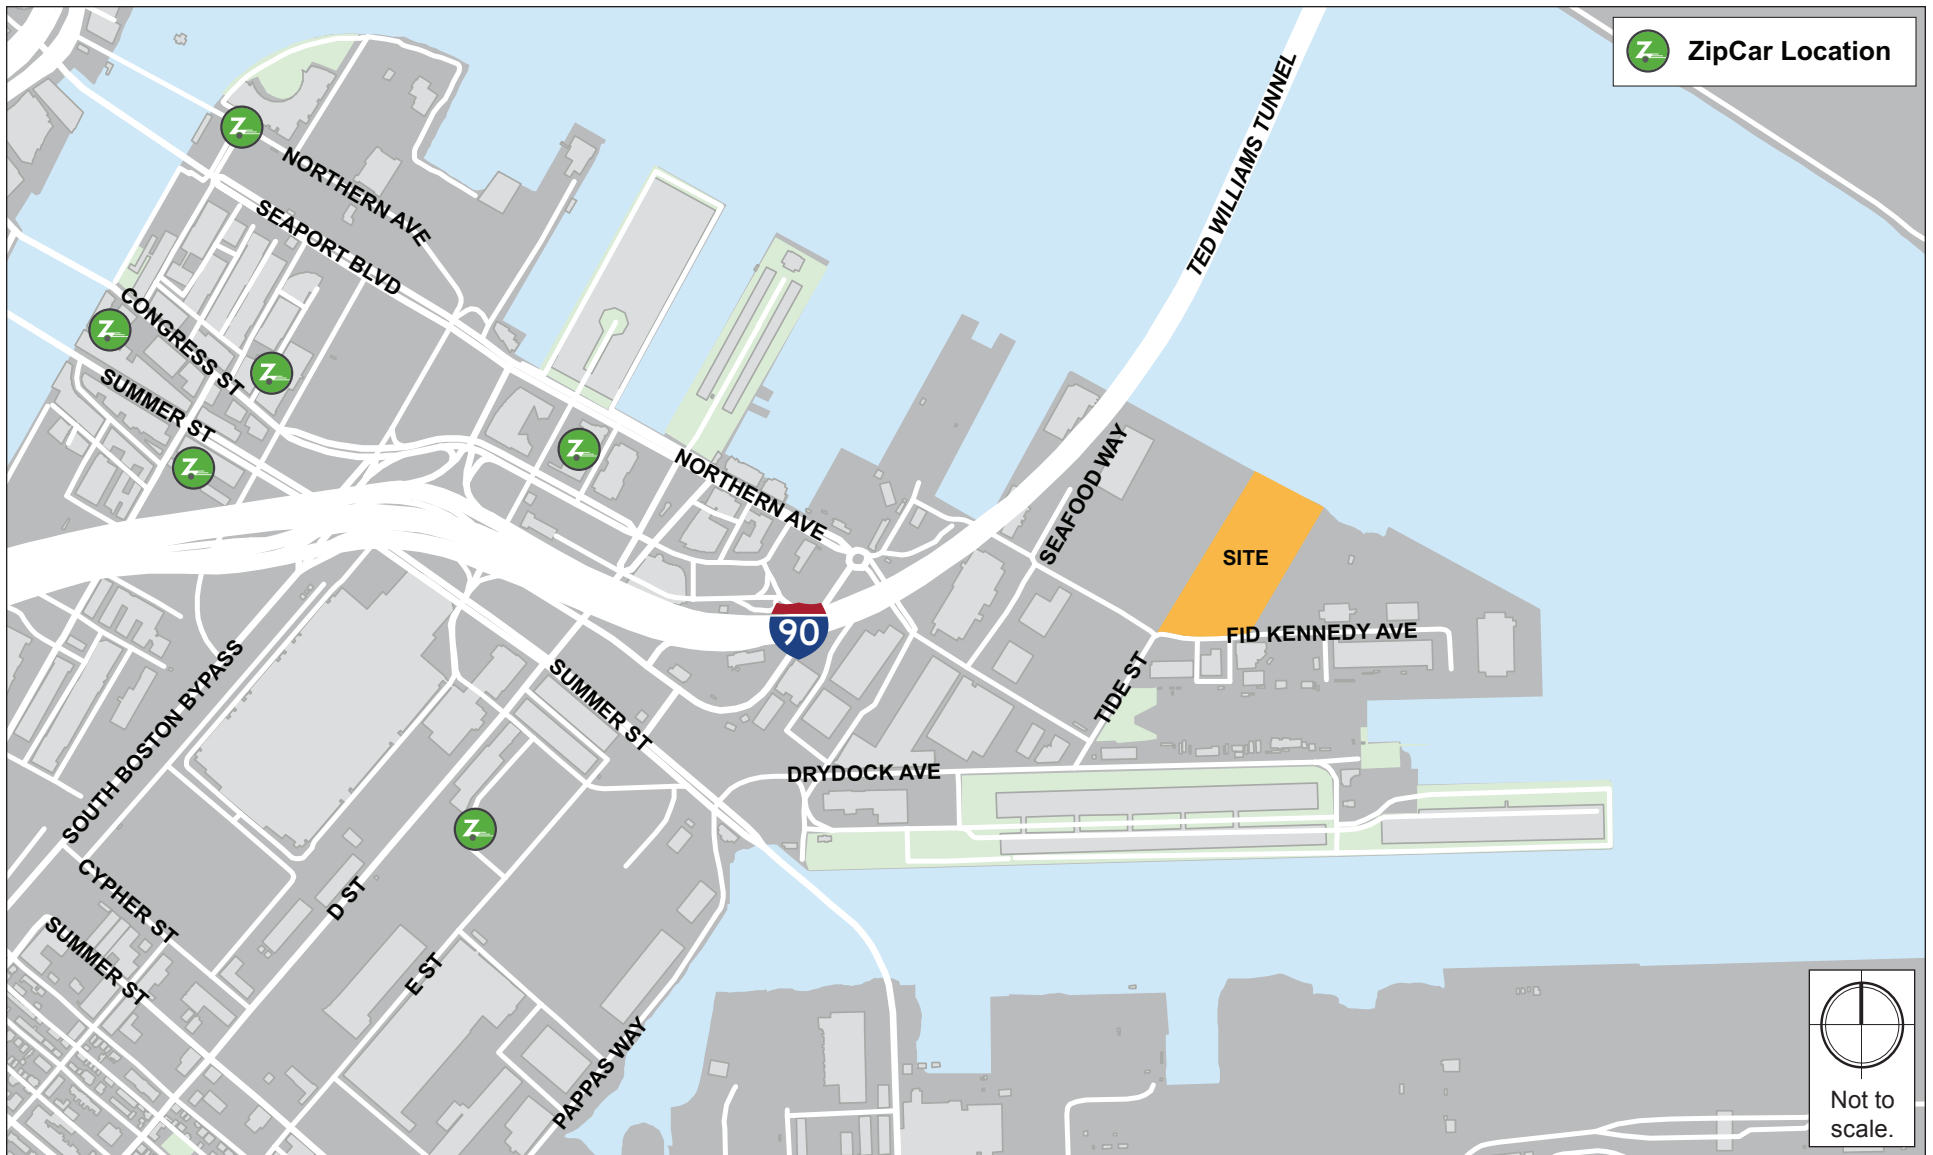 ZipCar Location
TED WILLIAMS TUNNEL
NORTHERN AVE
SEAPORT BLVD
CONGRESS ST
SUMMER ST
NORTHERN AVE
SEAFOOD WAY
SITE
90
FID KENNEDY AVE
TIDE ST
SOUTH BOSTON BYPASS
SUMMER ST
DRYDOCK AVE
CYPHER ST
D ST
SUMMER ST
E ST
PAPPAS WAY
Not to
scale.